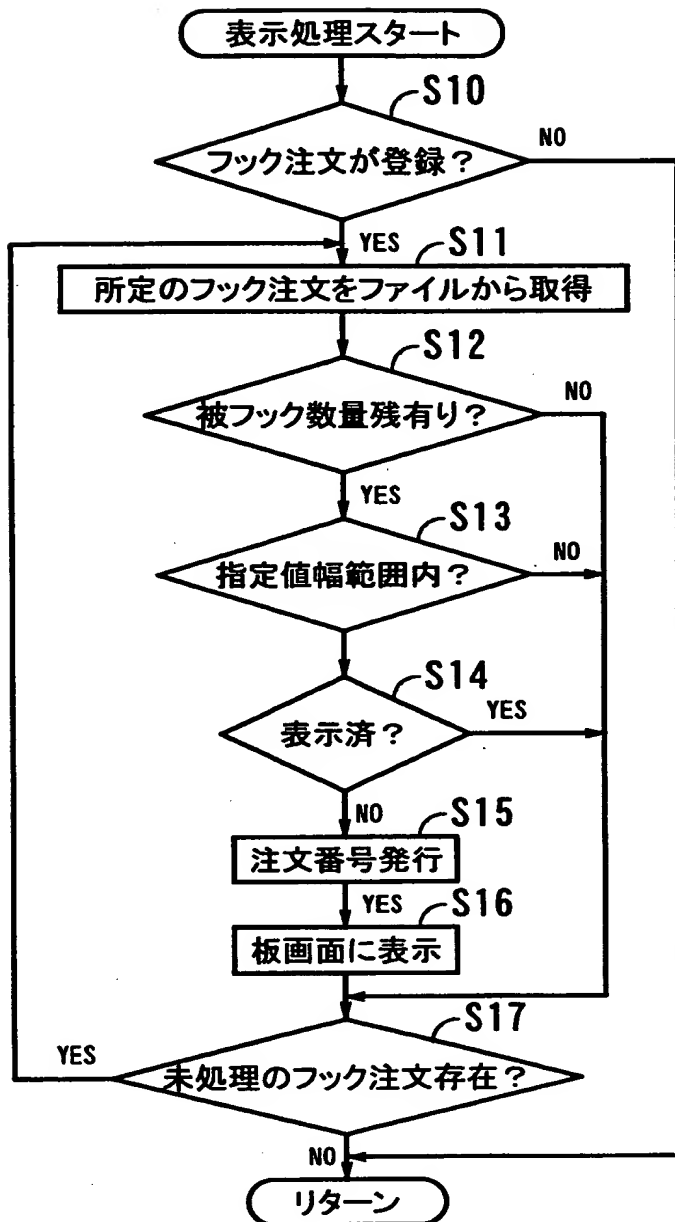 表示処理スタート
S10
フック注文が登録？
NO
YES
S11
所定のフック注文をファイルから取得
S12
被フック数量残有り？
NO
YES
S13
指定値幅範囲内？
NO
S14
表示済？
YES
NO
S15
注文番号発行
YES
S16
板画面に表示
S17
YES
未処理のフック注文存在？
NO
リターン